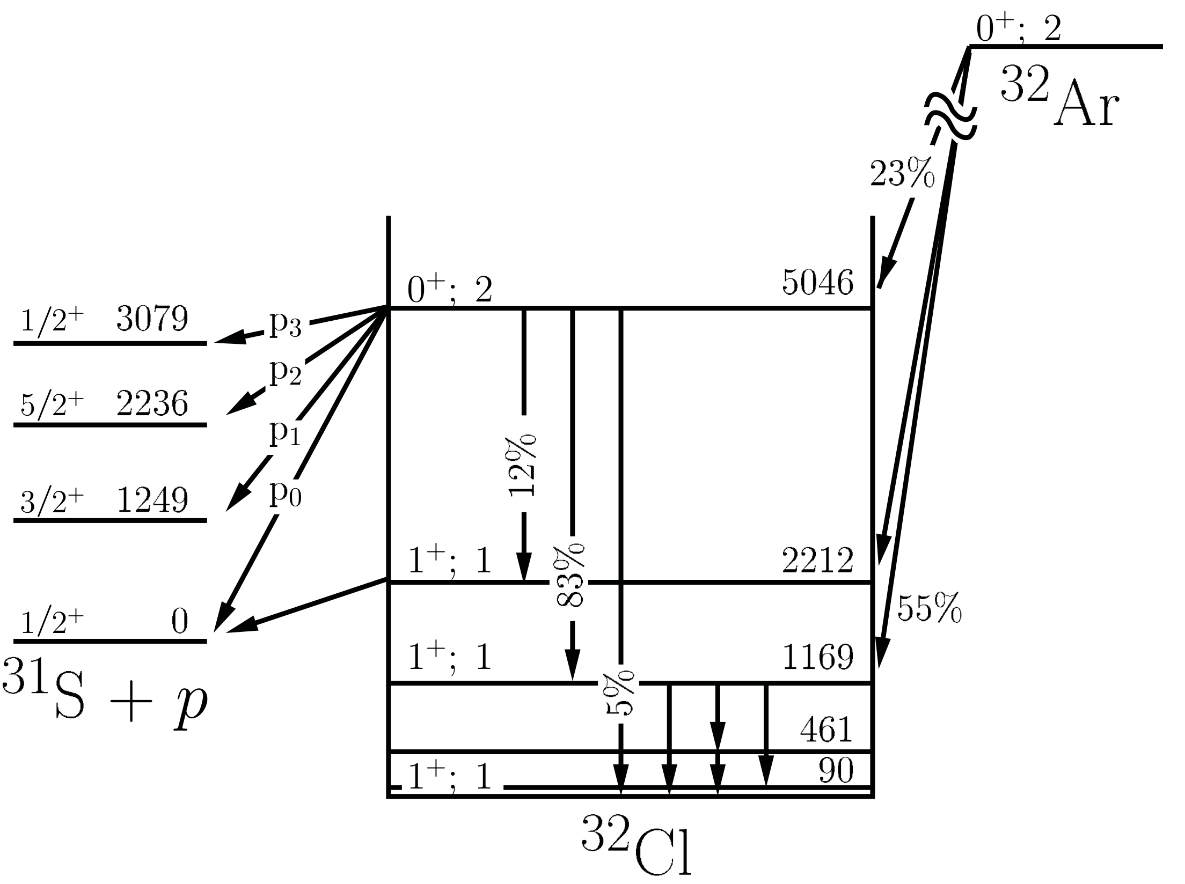 0⁺; 2
³²Ar
23%
0⁺; 2 5046
1/2⁺ 3079
p₃
p₂
5/2⁺ 2236
p₁
12%
3/2⁺ 1249
p₀
1⁺; 1 2212
83%
55%
1/2⁺ 0
1⁺; 1 1169
³¹S + p
5%
461
1⁺; 1 90
³²Cl